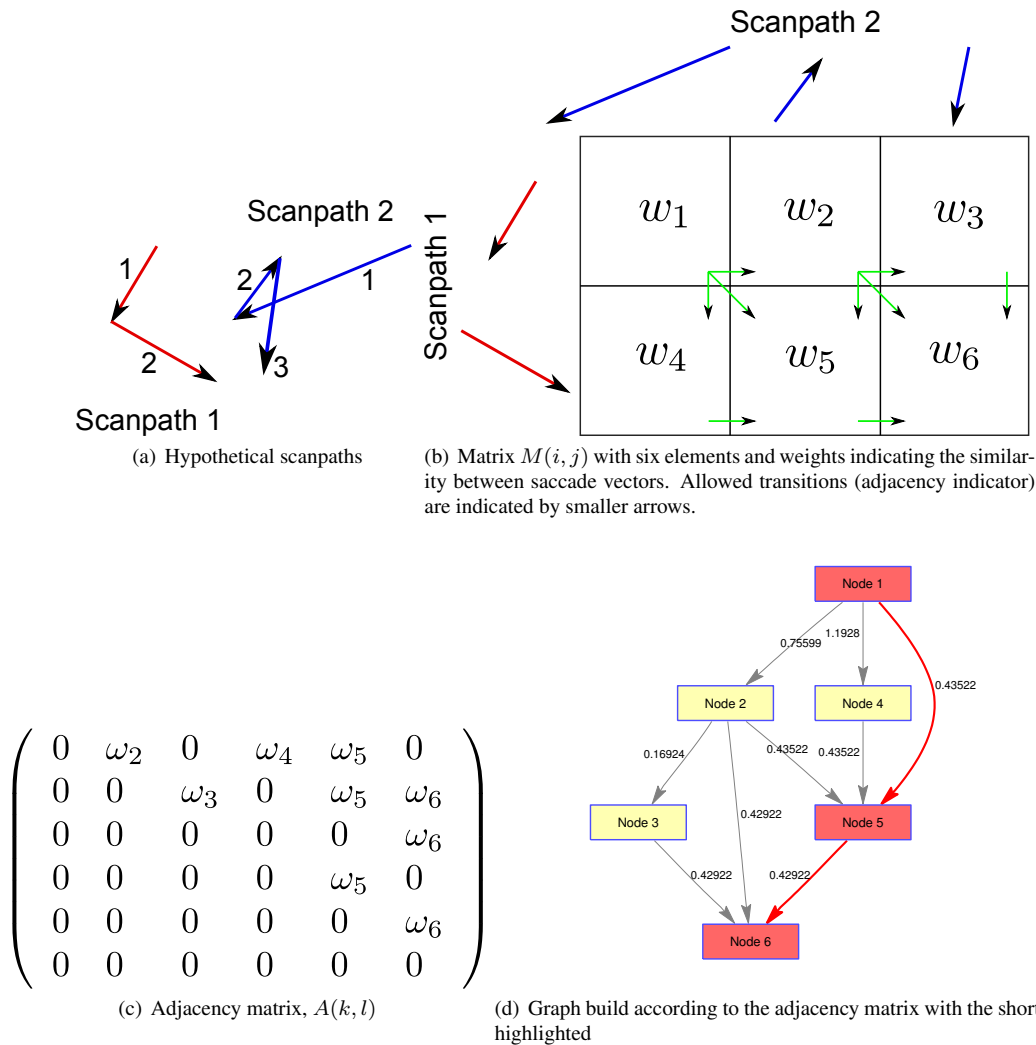 Scanpath 2
Scanpath 1
w₁ w₂ w₃
w₄ w₅ w₆
Scanpath 2
1
2
1
2
3
Scanpath 1
(a) Hypothetical scanpaths
(b) Matrix M(i, j) with six elements and weights indicating the similar-
ity between saccade vectors. Allowed transitions (adjacency indicator)
are indicated by smaller arrows.
0 ω₂ 0 ω₄ ω₅ 0
0 0 ω₃ 0 ω₅ ω₆
0 0 0 0 0 ω₆
0 0 0 0 ω₅ 0
0 0 0 0 0 ω₆
0 0 0 0 0 0
(c) Adjacency matrix, A(k, l)
Node 1
0.75599
1.1928
0.43522
Node 2
Node 4
0.16924
0.43522
0.43522
0.42922
Node 3
Node 5
0.42922
0.42922
Node 6
(d) Graph build according to the adjacency matrix with the short
highlighted